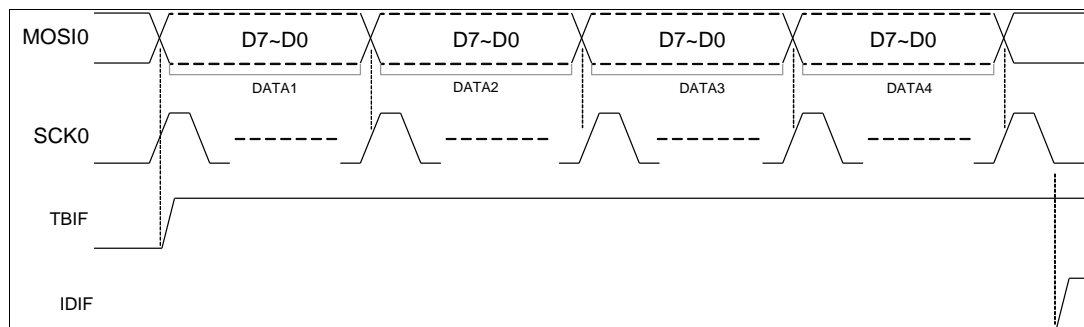 MOSI0 D7~D0 D7~D0 D7~D0 D7~D0
DATA1 DATA2 DATA3 DATA4
SCK0
TBIF
IDIF